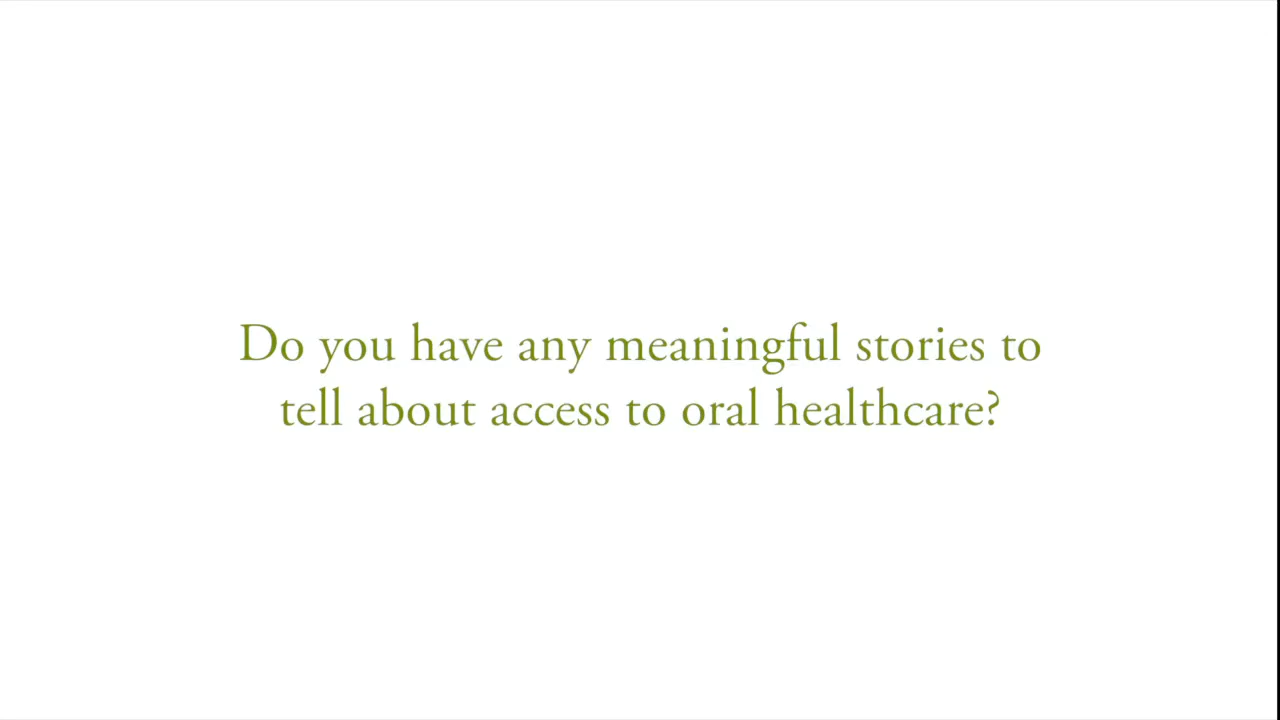 Do you have any meaningful stories to
tell about access to oral healthcare?